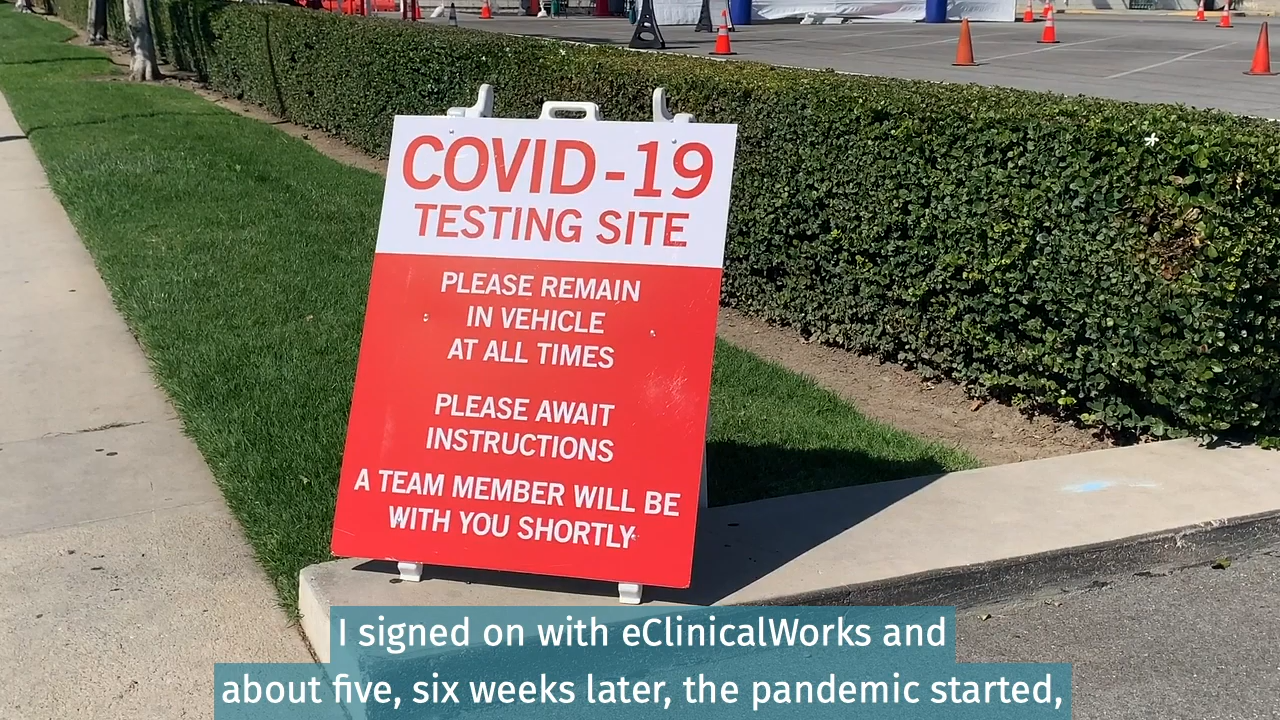 COVID-19
TESTING SITE
PLEASE REMAIN
IN VEHICLE
AT ALL TIMES
PLEASE AWAIT
INSTRUCTIONS
A TEAM MEMBER WILL BE
WITH YOU SHORTLY
I signed on with eClinicalWorks and
about five, six weeks later, the pandemic started,